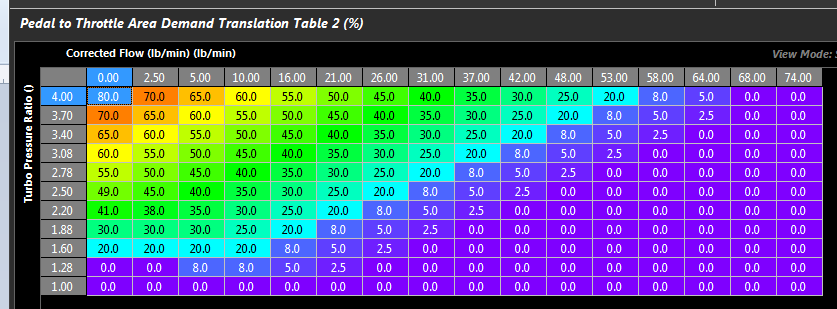 Pedal to Throttle Area Demand Translation Table 2 (%)
Corrected Flow (lb/min) (lb/min)
View Mode:
0.00 2.50 5.00 10.00 16.00 21.00 26.00 31.00 37.00 42.00 48.00 53.00 58.00 64.00 68.00 74.00
Turbo Pressure Ratio ()
4.00 80.0 70.0 65.0 60.0 55.0 50.0 45.0 40.0 35.0 30.0 25.0 20.0 8.0 5.0 0.0 0.0
3.70 70.0 65.0 60.0 55.0 50.0 45.0 40.0 35.0 30.0 25.0 20.0 8.0 5.0 2.5 0.0 0.0
3.40 65.0 60.0 55.0 50.0 45.0 40.0 35.0 30.0 25.0 20.0 8.0 5.0 2.5 0.0 0.0 0.0
3.08 60.0 55.0 50.0 45.0 40.0 35.0 30.0 25.0 20.0 8.0 5.0 2.5 0.0 0.0 0.0 0.0
2.78 55.0 50.0 45.0 40.0 35.0 30.0 25.0 20.0 8.0 5.0 2.5 0.0 0.0 0.0 0.0 0.0
2.50 49.0 45.0 40.0 35.0 30.0 25.0 20.0 8.0 5.0 2.5 0.0 0.0 0.0 0.0 0.0 0.0
2.20 41.0 38.0 35.0 30.0 25.0 20.0 8.0 5.0 2.5 0.0 0.0 0.0 0.0 0.0 0.0 0.0
1.88 30.0 30.0 30.0 25.0 20.0 8.0 5.0 2.5 0.0 0.0 0.0 0.0 0.0 0.0 0.0 0.0
1.60 20.0 20.0 20.0 20.0 8.0 5.0 2.5 0.0 0.0 0.0 0.0 0.0 0.0 0.0 0.0 0.0
1.28 0.0 0.0 8.0 8.0 5.0 2.5 0.0 0.0 0.0 0.0 0.0 0.0 0.0 0.0 0.0 0.0
1.00 0.0 0.0 0.0 0.0 0.0 0.0 0.0 0.0 0.0 0.0 0.0 0.0 0.0 0.0 0.0 0.0